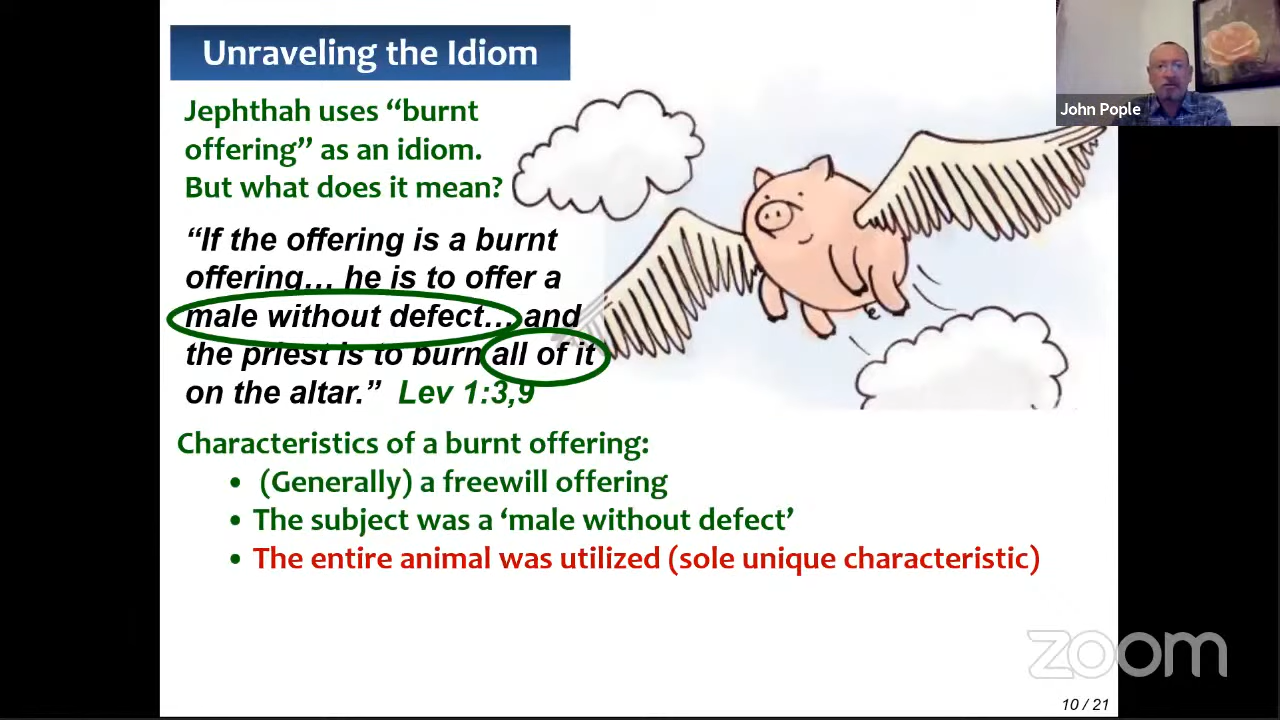 Unraveling the Idiom
Jephthah uses “burnt
offering” as an idiom.
But what does it mean?
“If the offering is a burnt
offering… he is to offer a
male without defect… and
the priest is to burn all of it
on the altar.” Lev 1:3,9
Characteristics of a burnt offering:
• (Generally) a freewill offering
• The subject was a ‘male without defect’
• The entire animal was utilized (sole unique characteristic)
John Pople
zoom
10 / 21